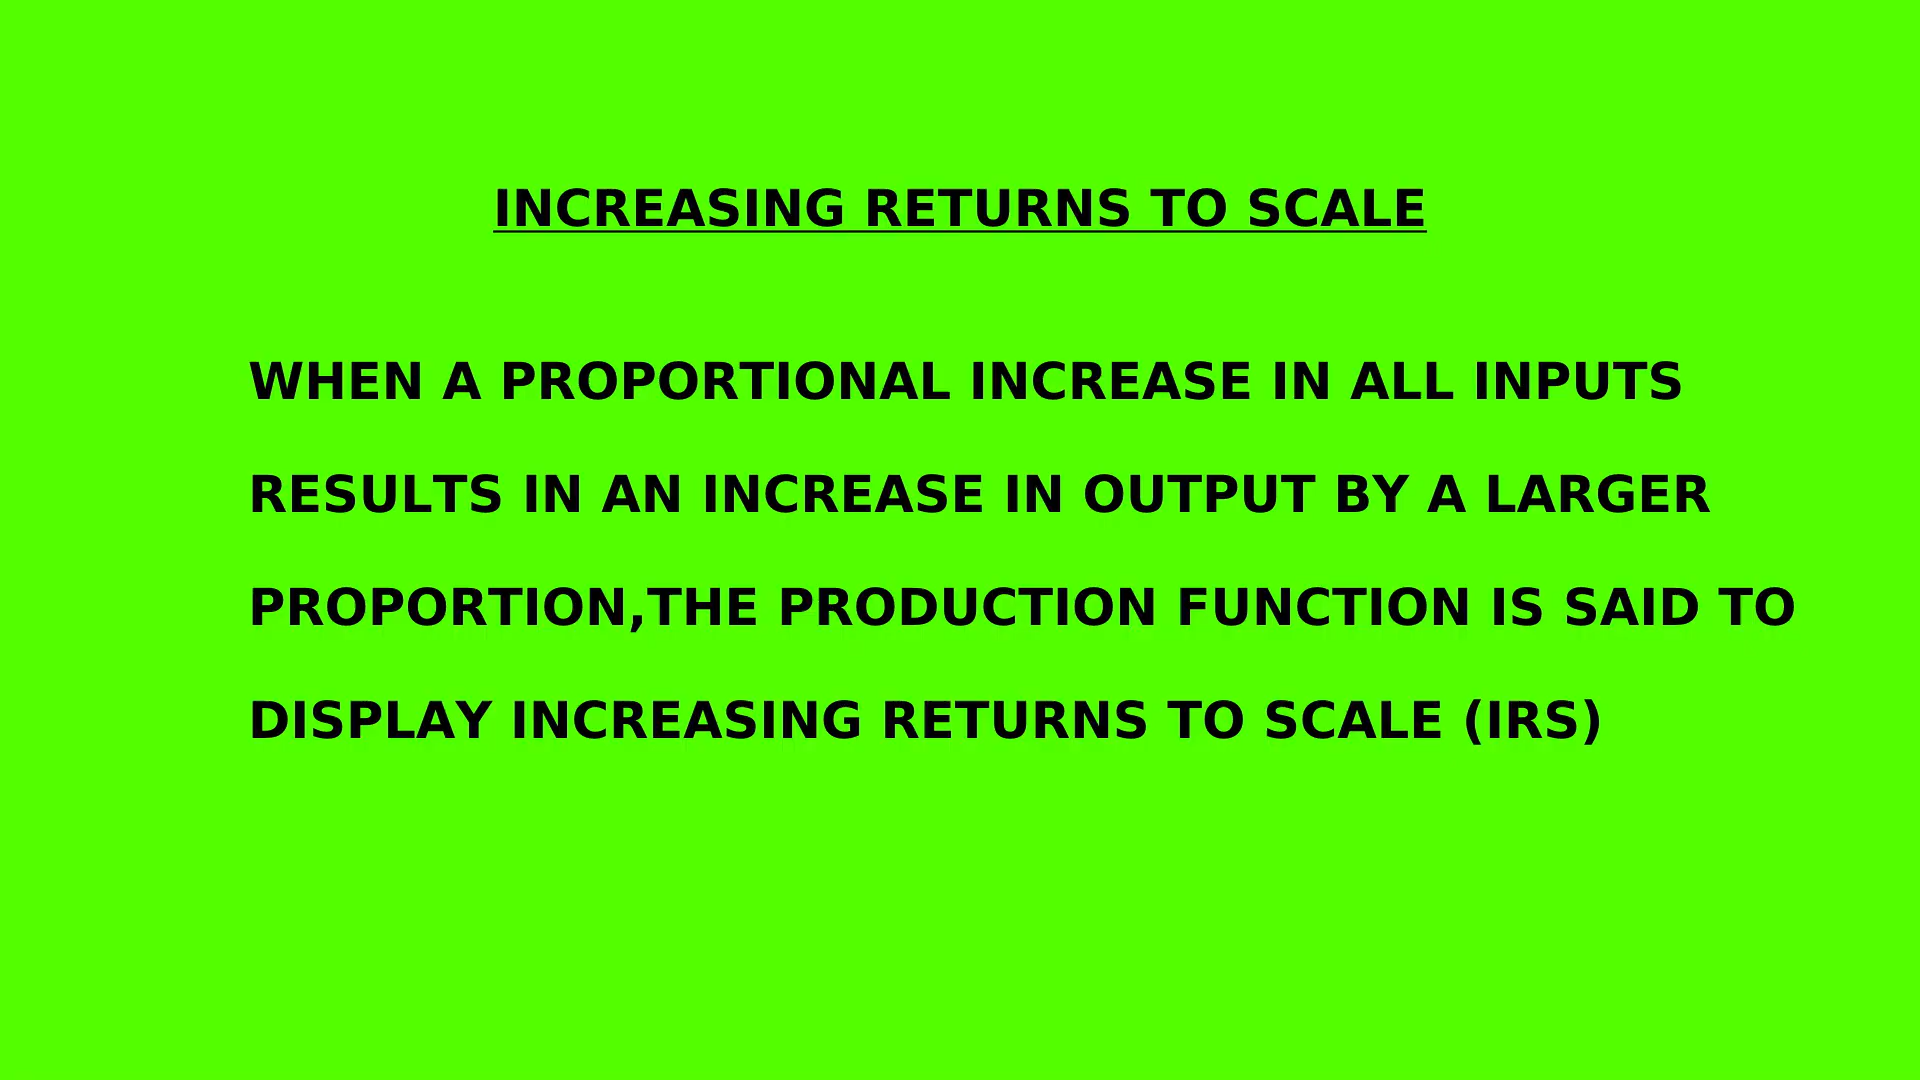 INCREASING RETURNS TO SCALE
WHEN A PROPORTIONAL INCREASE IN ALL INPUTS
RESULTS IN AN INCREASE IN OUTPUT BY A LARGER
PROPORTION,THE PRODUCTION FUNCTION IS SAID TO
DISPLAY INCREASING RETURNS TO SCALE (IRS)